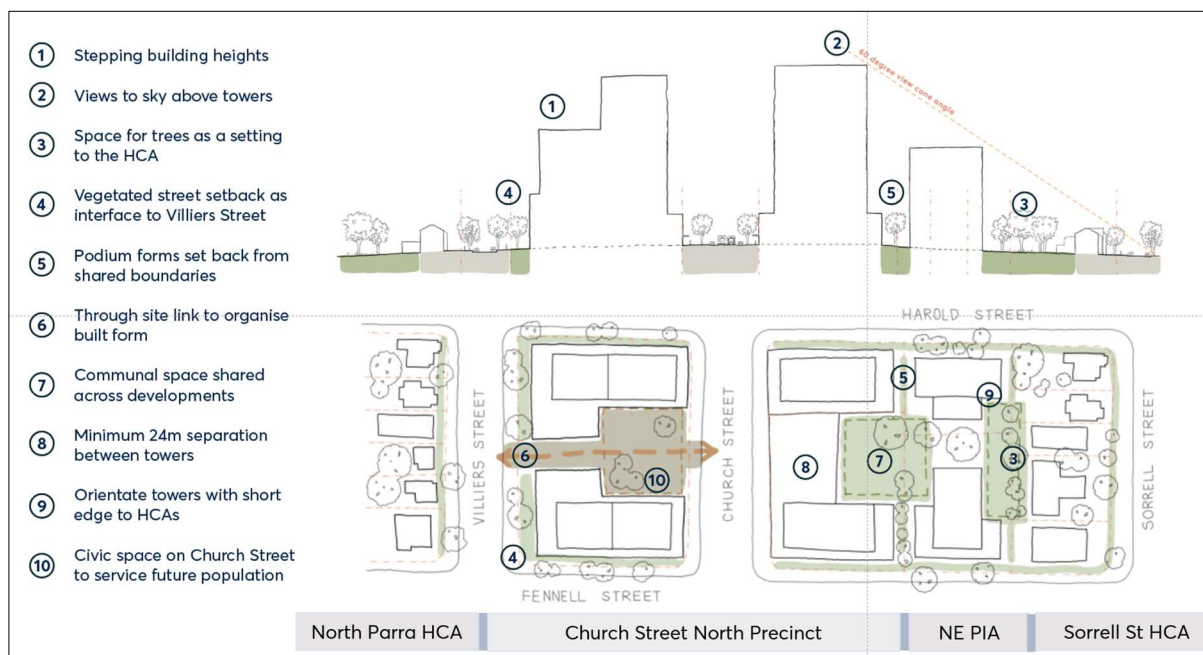 1 Stepping building heights
2 Views to sky above towers
3 Space for trees as a setting
to the HCA
4 Vegetated street setback as
interface to Villiers Street
5 Podium forms set back from
shared boundaries
6 Through site link to organise
built form
7 Communal space shared
across developments
8 Minimum 24m separation
between towers
9 Orientate towers with short
edge to HCAs
10 Civic space on Church Street
to service future population
2
60 degree view cone angle
1
4
5
3
HAROLD STREET
VILLIERS STREET
CHURCH STREET
SORRELL STREET
5
9
6
10
8
7
3
4
FENNELL STREET
North Parra HCA
Church Street North Precinct
NE PIA
Sorrell St HCA